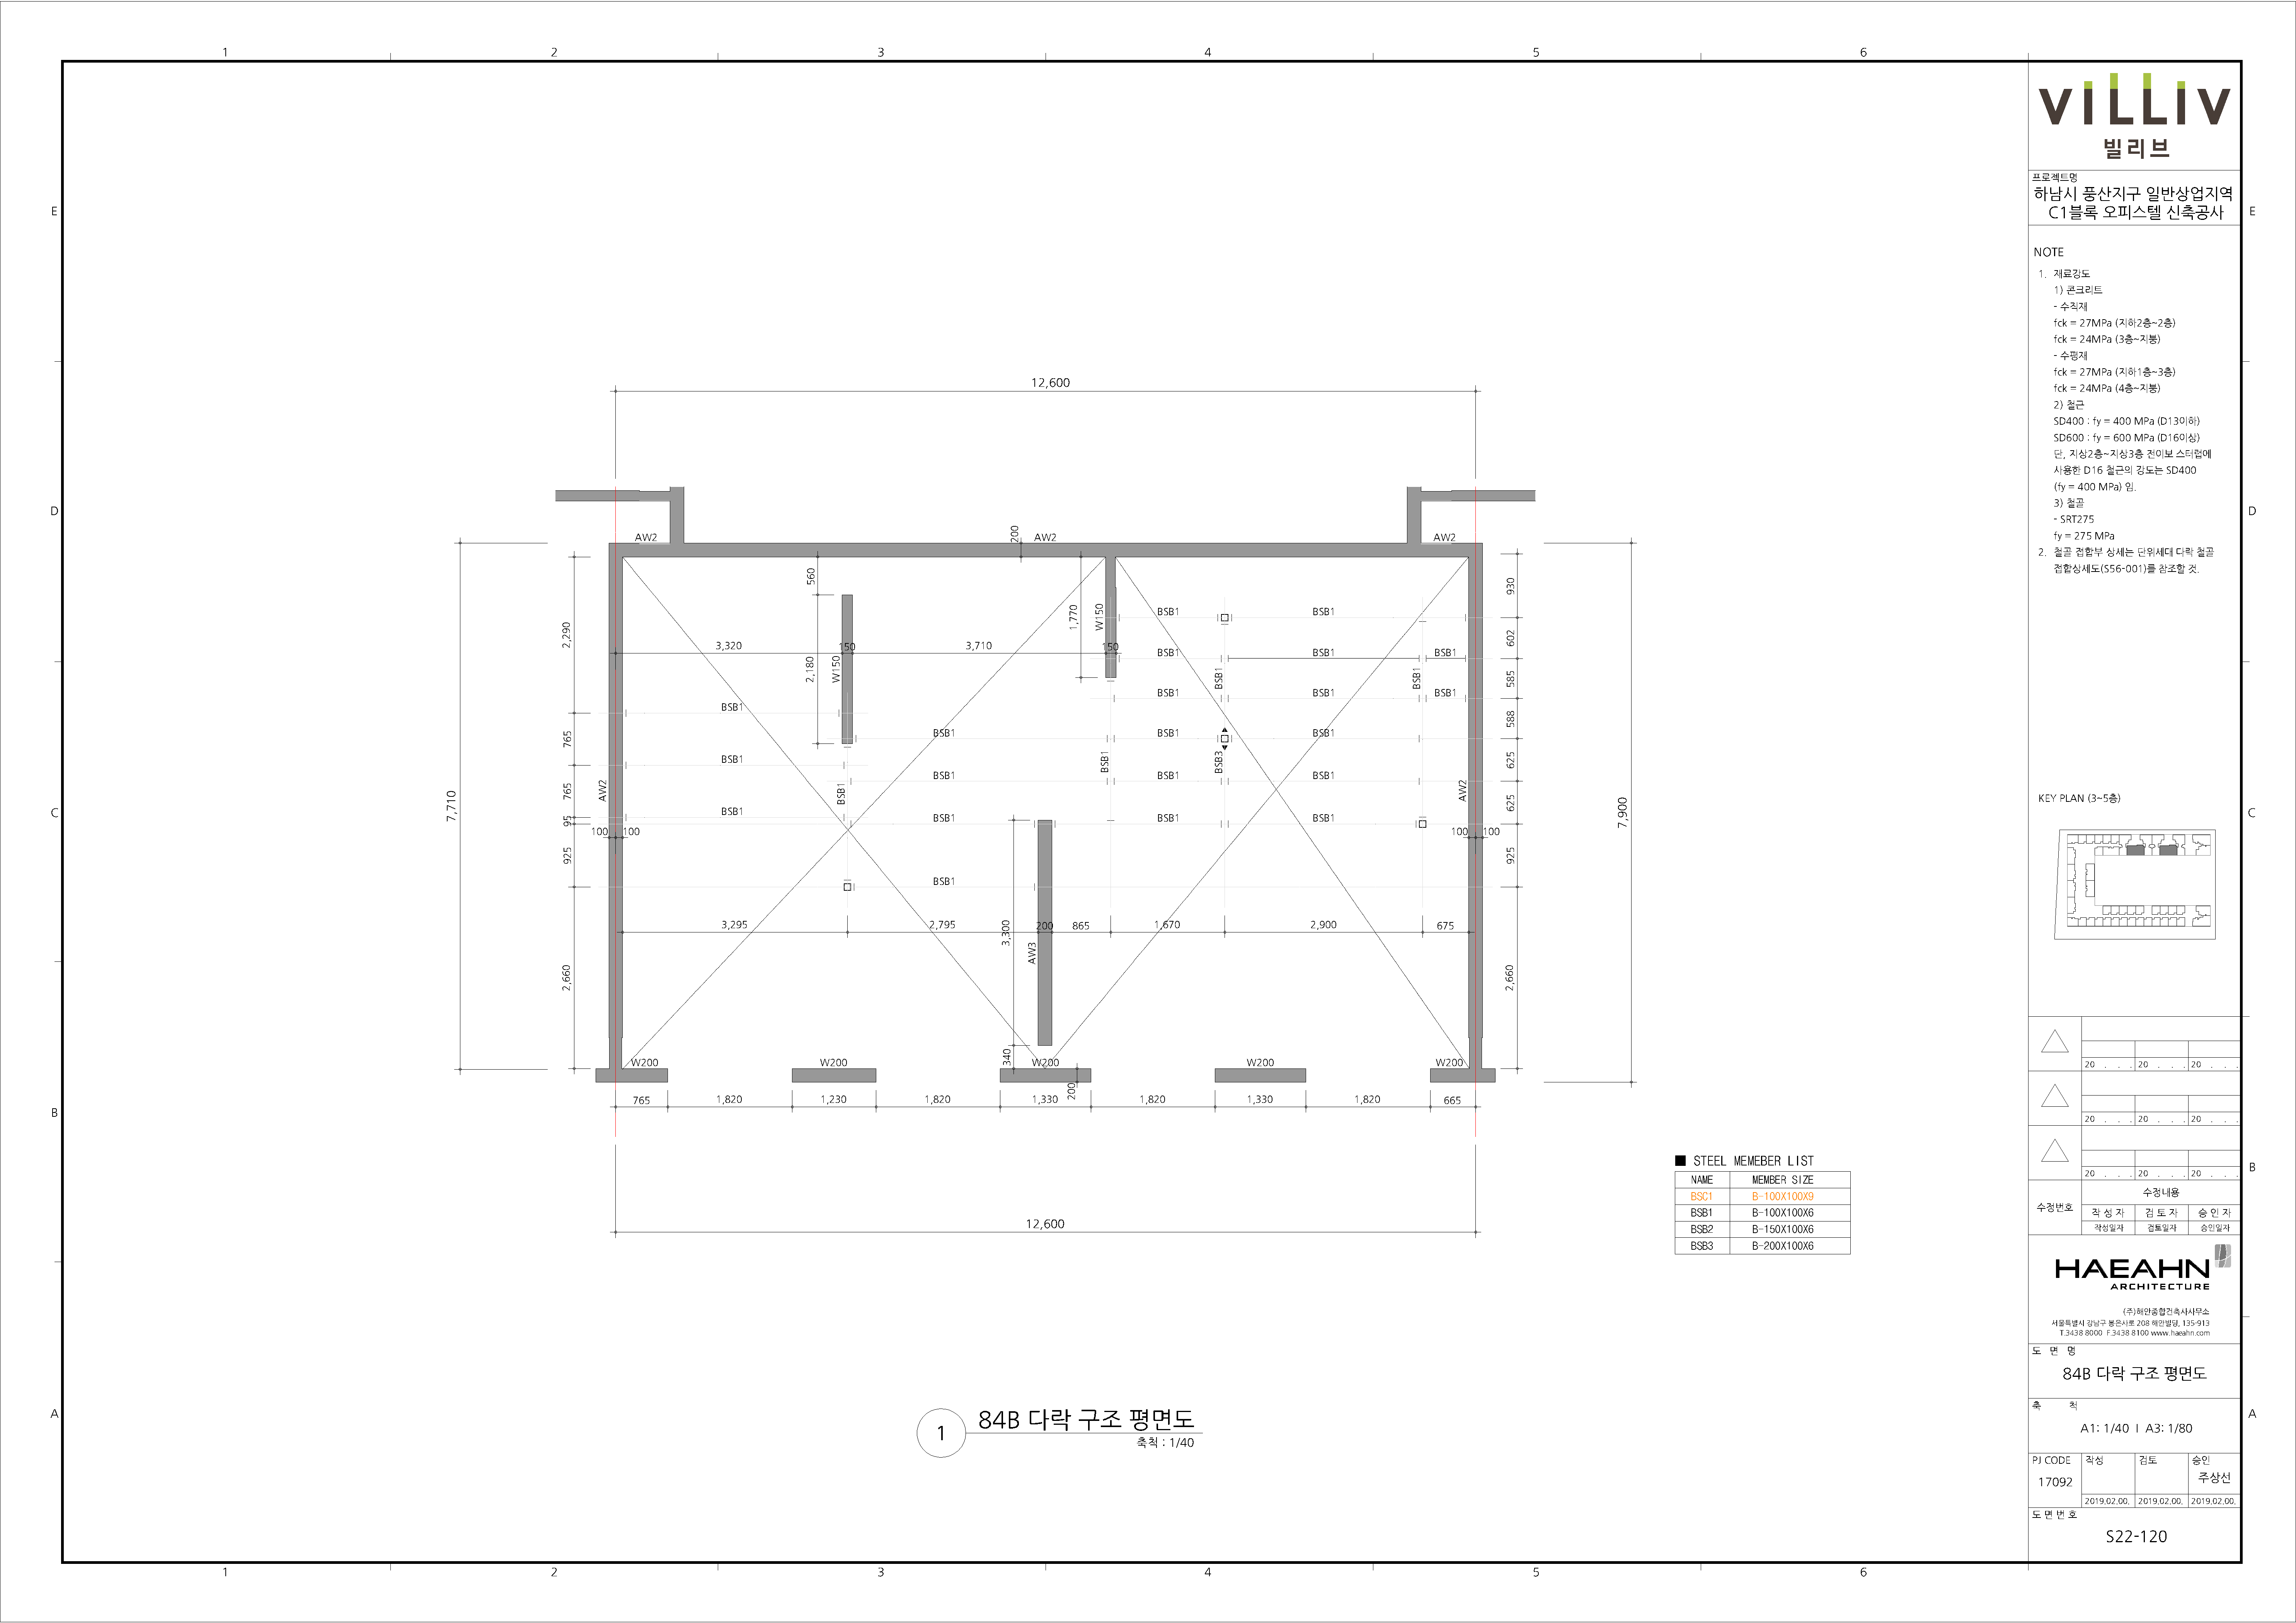 1 2 3 4 5 6
VILLIV
빌리브
프로젝트명
하남시 풍산지구 일반상업지역
C1블록 오피스텔 신축공사
NOTE
1. 재료강도
1) 콘크리트
- 수직재
fck = 27MPa (지하2층~2층)
fck = 24MPa (3층~지붕)
- 수평재
fck = 27MPa (지하1층~3층)
fck = 24MPa (4층~지붕)
2) 철근
SD400 : fy = 400 MPa (D13이하)
SD600 : fy = 600 MPa (D16이상)
단, 지상2층~지상3층 전이보 스터럽에
사용한 D16 철근의 강도는 SD400
(fy = 400 MPa) 임.
3) 철골
- SRT275
fy = 275 MPa
2. 철골 접합부 상세는 단위세대 다락 철골
접합상세도(S56-001)를 참조할 것.
KEY PLAN (3~5층)
E E
D D
C C
B B
A A
12,600
AW2 200 AW2 AW2
560 930
1,770 W150 BSB1 BSB1
2,290 602
3,320 150 3,710 150 BSB1 BSB1 BSB1
2,180 W150 BSB1 BSB1 585
BSB1 BSB1 BSB1
BSB1 588
765 BSB1 BSB1 BSB1
BSB1 BSB1 BSB3 625
BSB1 BSB1 BSB1
765 AW2 BSB1 AW2 625
7,710 7,900
BSB1 BSB1 BSB1 BSB1
95
100 100 100 100
925 925
BSB1
3,295 2,795 200 865 1,670 2,900 675
3,300 AW3
2,660 2,660
340
W200 W200 W200 W200 W200
200
765 1,820 1,230 1,820 1,330 1,820 1,330 1,820 665
12,600
■ STEEL MEMEBER LIST
NAME MEMBER SIZE
BSC1 B-100X100X9
BSB1 B-100X100X6
BSB2 B-150X100X6
BSB3 B-200X100X6
1 84B 다락 구조 평면도
축척 : 1/40
20 . . . 20 . . . 20 . . .
20 . . . 20 . . . 20 . . .
20 . . . 20 . . . 20 . . .
수정번호 수정내용
작 성 자 검 토 자 승 인 자
작성일자 검토일자 승인일자
HAEAHN
ARCHITECTURE
(주)해안종합건축사사무소
서울특별시 강남구 봉은사로 208 해안빌딩, 135-913
T.3438 8000 F.3438 8100 www.haeahn.com
도 면 명
84B 다락 구조 평면도
축 척
A1: 1/40 I A3: 1/80
PJ CODE 작성 검토 승인
17092 주상선
2019.02.00. 2019.02.00. 2019.02.00.
도 면 번 호
S22-120
1 2 3 4 5 6